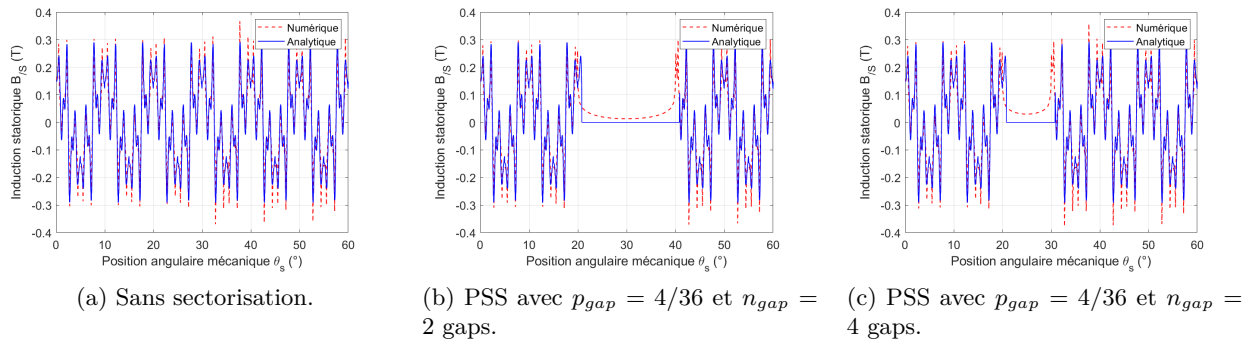 Induction statorique B/S (T)
0.4
0.3
0.2
0.1
0
-0.1
-0.2
-0.3
-0.4
Numérique
Analytique
0 10 20 30 40 50 60
Position angulaire mécanique θs (°)
(a) Sans sectorisation.
Induction statorique B/S (T)
0.4
0.3
0.2
0.1
0
-0.1
-0.2
-0.3
-0.4
Numérique
Analytique
0 10 20 30 40 50 60
Position angulaire mécanique θs (°)
(b) PSS avec pgap = 4/36 et ngap =
2 gaps.
Induction statorique B/S (T)
0.4
0.3
0.2
0.1
0
-0.1
-0.2
-0.3
-0.4
Numérique
Analytique
0 10 20 30 40 50 60
Position angulaire mécanique θs (°)
(c) PSS avec pgap = 4/36 et ngap =
4 gaps.